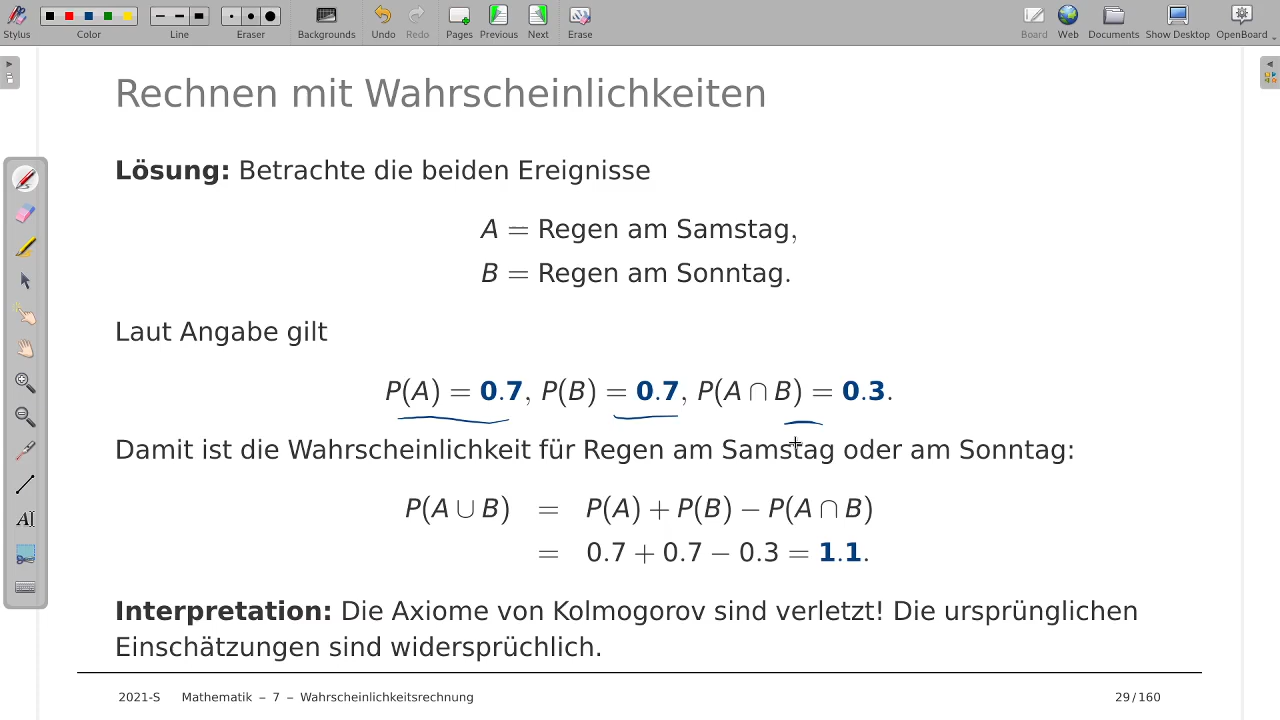 Stylus Color Line Eraser Backgrounds Undo Redo Pages Previous Next Erase Board Web Documents Show Desktop OpenBoard
Rechnen mit Wahrscheinlichkeiten
Lösung: Betrachte die beiden Ereignisse
A = Regen am Samstag,
B = Regen am Sonntag.
Laut Angabe gilt
P(A) = 0.7, P(B) = 0.7, P(A ∩ B) = 0.3.
Damit ist die Wahrscheinlichkeit für Regen am Samstag oder am Sonntag:
P(A ∪ B) = P(A) + P(B) − P(A ∩ B)
= 0.7 + 0.7 − 0.3 = 1.1.
Interpretation: Die Axiome von Kolmogorov sind verletzt! Die ursprünglichen
Einschätzungen sind widersprüchlich.
2021-S Mathematik – 7 – Wahrscheinlichkeitsrechnung 29/160